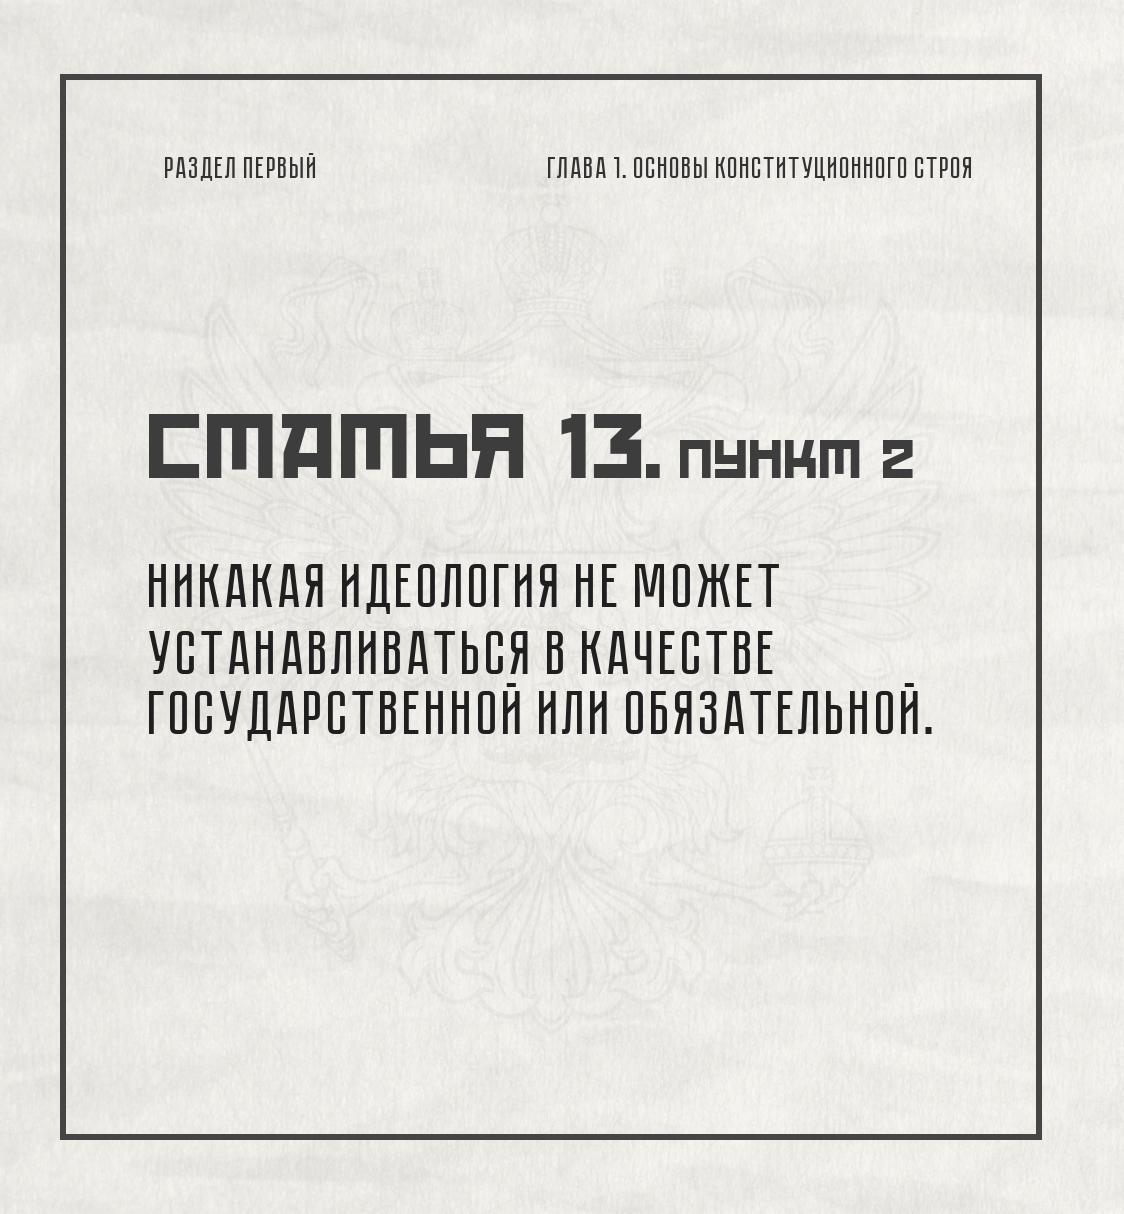 РАЗДЕЛ ПЕРВЫЙ
ГЛАВА 1. ОСНОВЫ КОНСТИТУЦИОННОГО СТРОЯ
СТАТЬЯ 13. ПУНКТ 2
НИКАКАЯ ИДЕОЛОГИЯ НЕ МОЖЕТ
УСТАНАВЛИВАТЬСЯ В КАЧЕСТВЕ
ГОСУДАРСТВЕННОЙ ИЛИ ОБЯЗАТЕЛЬНОЙ.